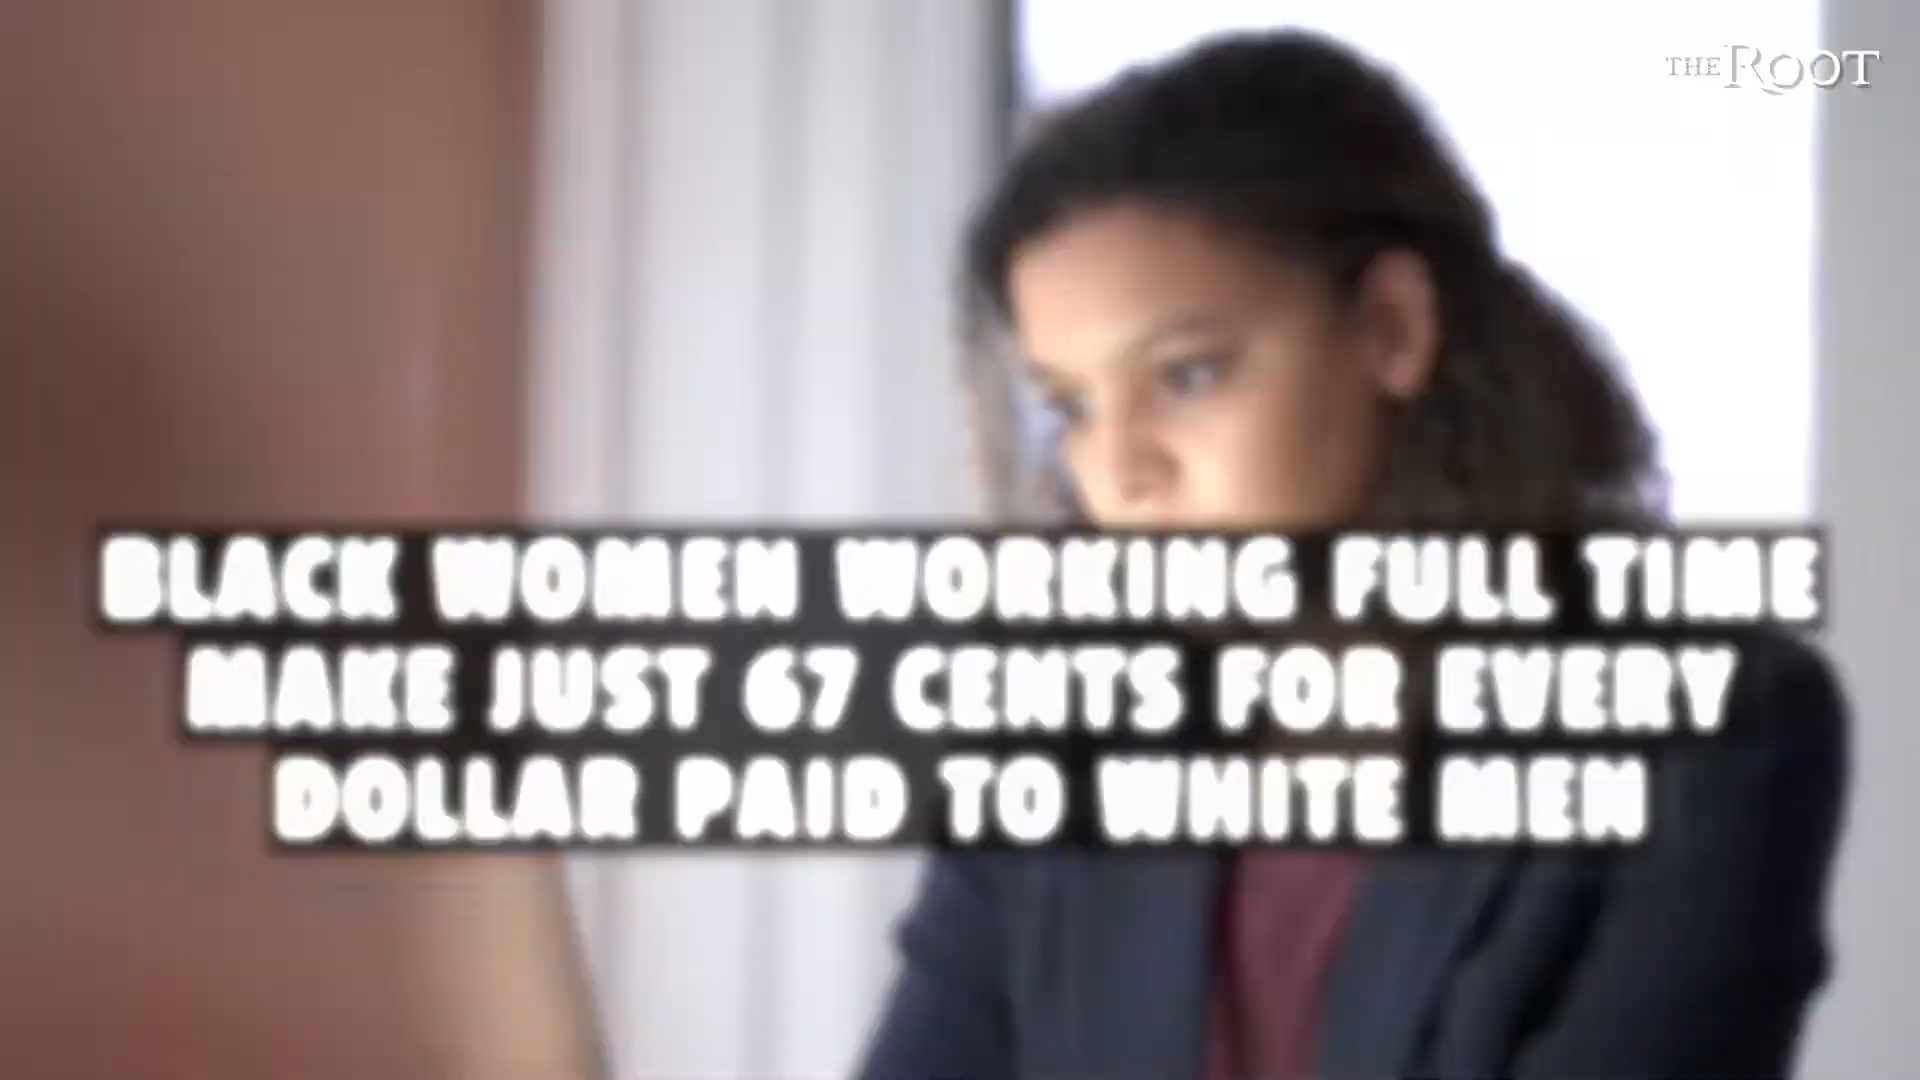 THE ROOT
BLACK WOMEN WORKING FULL TIME
MAKE JUST 67 CENTS FOR EVERY
DOLLAR PAID TO WHITE MEN